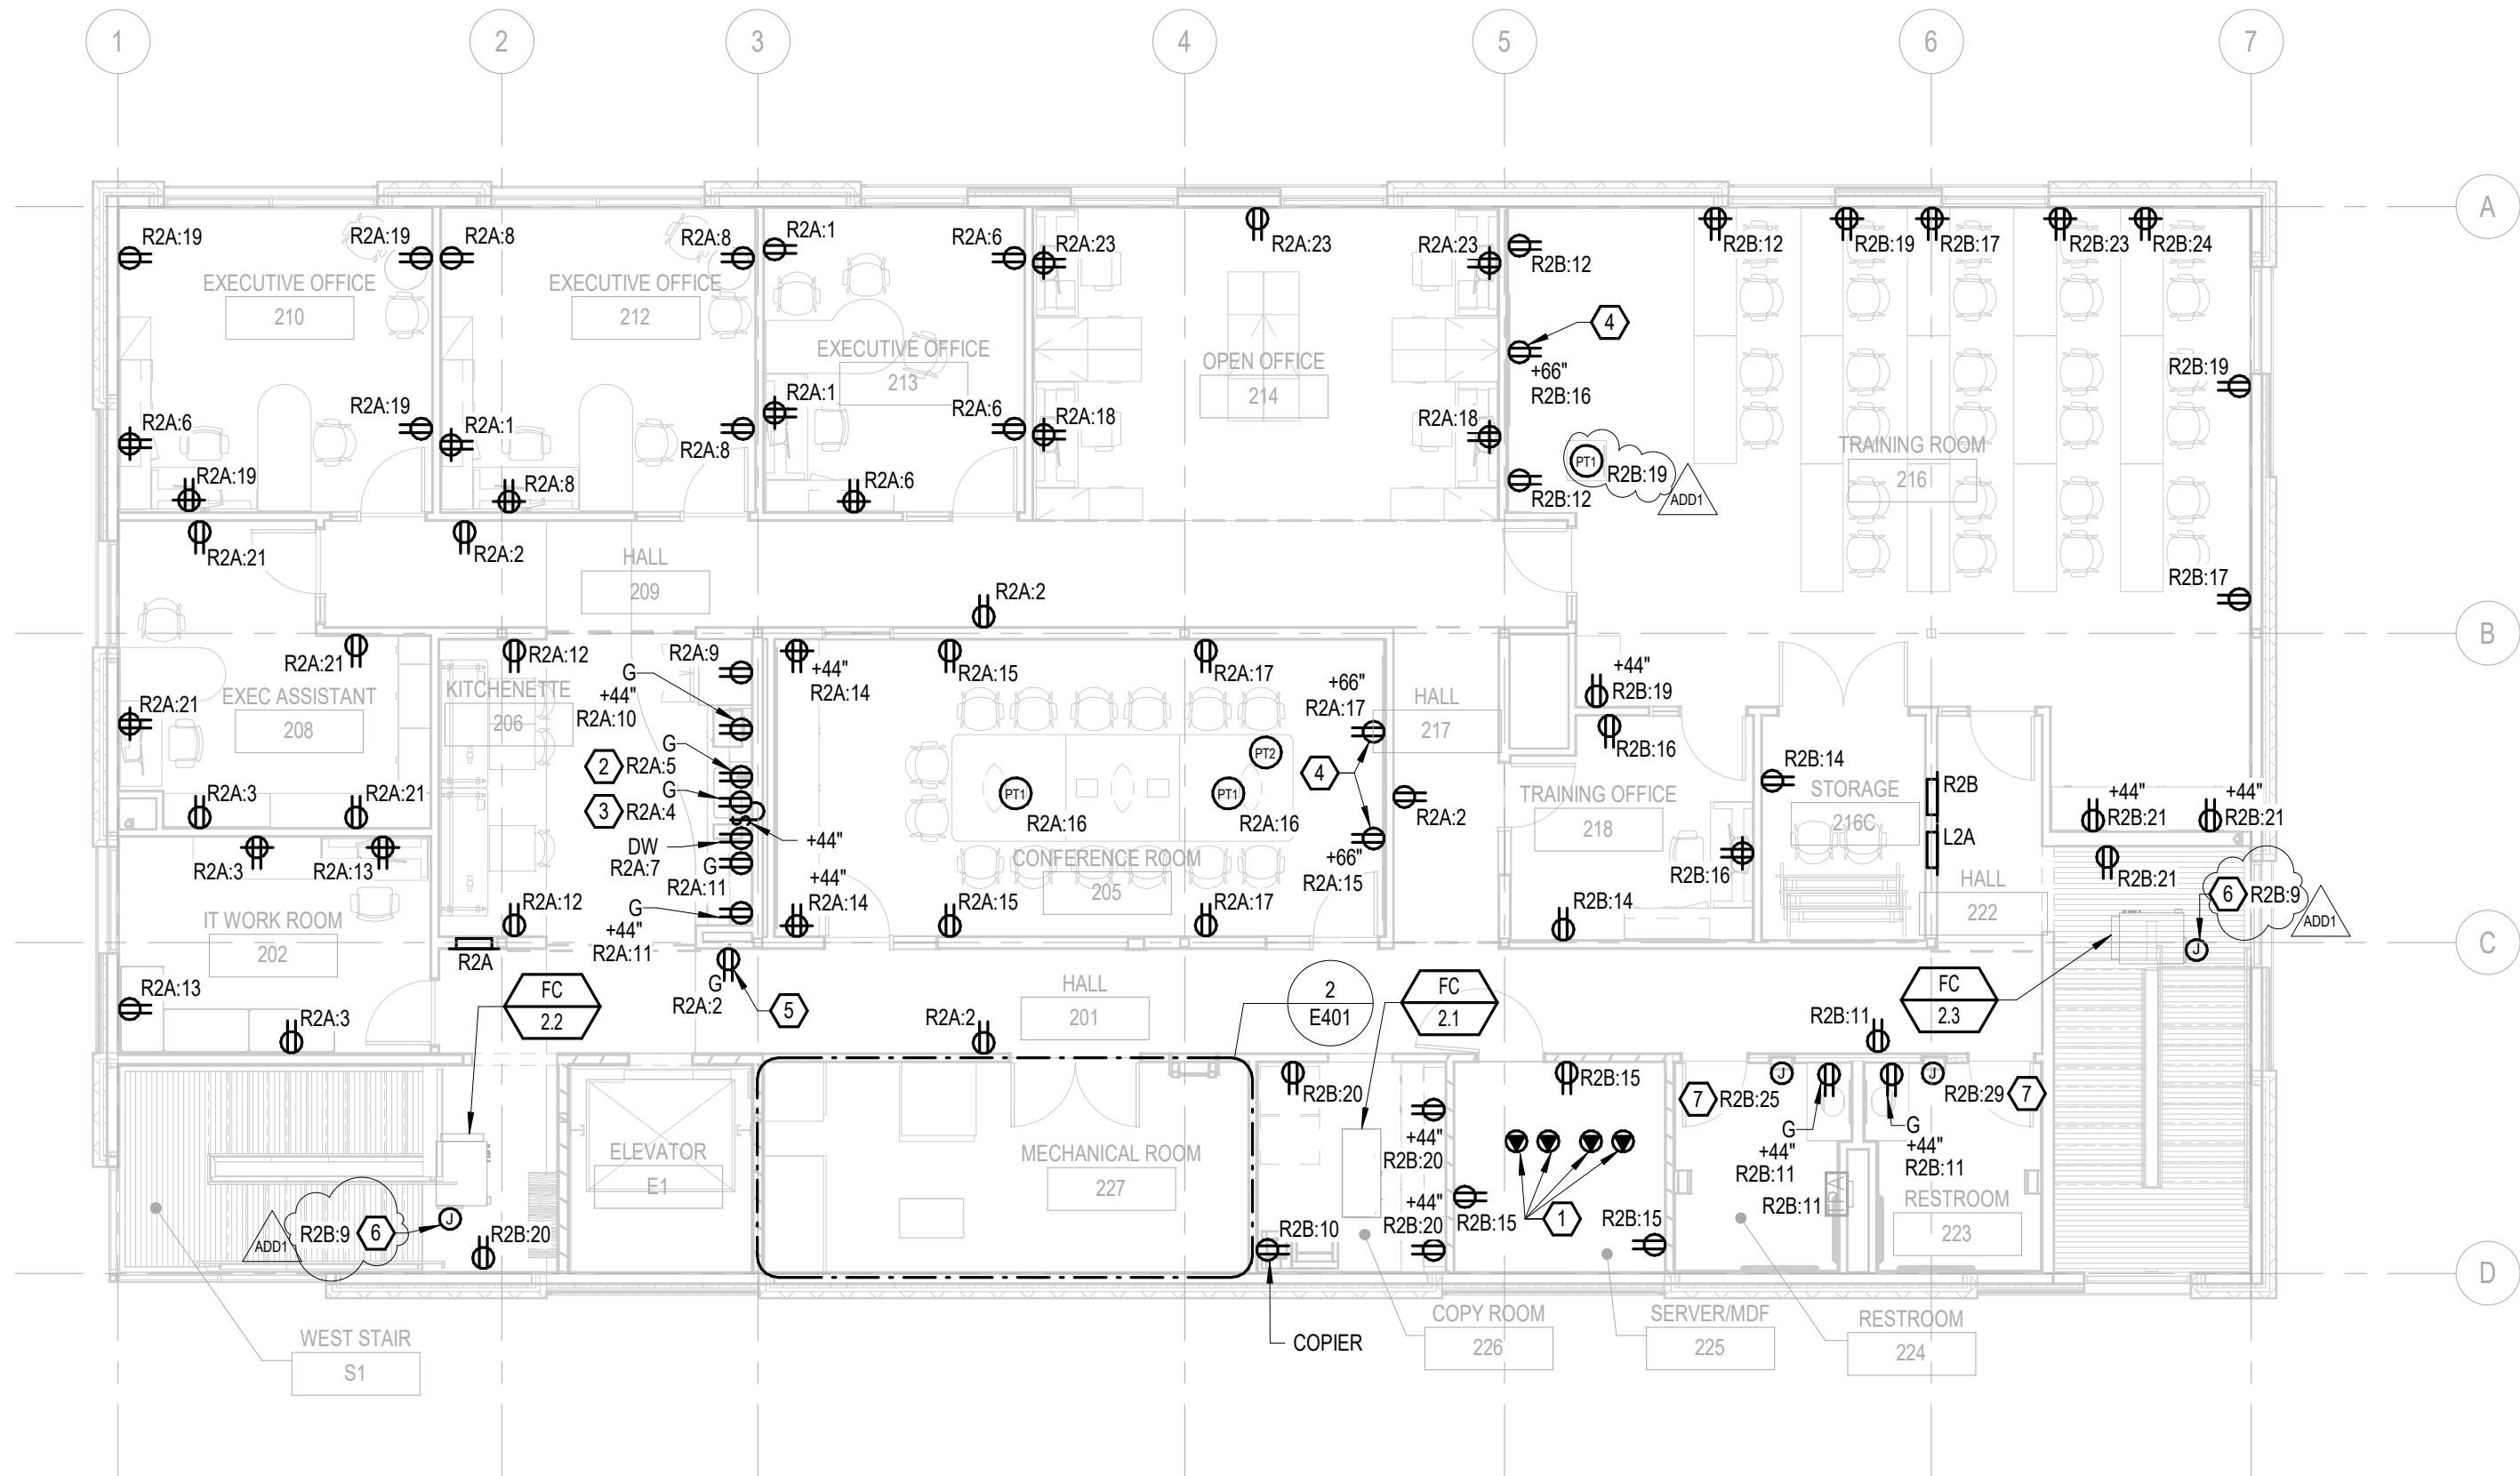 1
2
3
4
5
6
7
A
B
C
D
R2A:19
R2A:19
EXECUTIVE OFFICE
210
R2A:6
R2A:19
R2A:19
R2A:8
R2A:8
EXECUTIVE OFFICE
212
R2A:1
R2A:8
R2A:8
R2A:1
R2A:6
EXECUTIVE OFFICE
213
R2A:1
R2A:6
R2A:6
R2A:23
R2A:23
OPEN OFFICE
214
R2A:18
R2A:18
R2B:12
R2B:12
R2B:19
R2B:17
R2B:23
R2B:24
4
+66"
R2B:16
R2B:19
TRAINING ROOM
216
PT1
R2B:19
ADD1
R2B:12
R2B:17
R2A:21
R2A:2
HALL
209
R2A:2
R2A:21
R2A:21
EXEC ASSISTANT
208
R2A:3
R2A:21
R2A:12
KITCHENETTE
206
R2A:12
R2A:9
G
+44"
R2A:10
G
2
R2A:5
G
3
R2A:4
S
+44"
DW
R2A:7
G
R2A:11
G
+44"
R2A:11
+44"
R2A:14
R2A:15
R2A:17
+66"
R2A:17
PT2
PT1
R2A:16
PT1
R2A:16
4
CONFERENCE ROOM
205
+66"
R2A:15
+44"
R2A:14
R2A:15
R2A:17
HALL
217
R2A:2
+44"
R2B:19
R2B:16
TRAINING OFFICE
218
R2B:16
R2B:14
R2B:14
STORAGE
216C
R2B
L2A
HALL
222
+44"
R2B:21
+44"
R2B:21
R2B:21
6
R2B:9
ADD1
J
R2A:3
R2A:13
IT WORK ROOM
202
R2A:13
R2A:3
R2A
FC
2.2
G
R2A:2
5
R2A:2
HALL
201
2
E401
FC
2.1
R2B:11
FC
2.3
ELEVATOR
E1
MECHANICAL ROOM
227
R2B:20
+44"
R2B:20
+44"
R2B:20
R2B:10
R2B:15
R2B:15
1
R2B:15
7
R2B:25
J
J
R2B:29
7
G
+44"
R2B:11
G
+44"
R2B:11
R2B:11
RESTROOM
223
ADD1
R2B:9
6
J
R2B:20
WEST STAIR
S1
COPIER
COPY ROOM
226
SERVER/MDF
225
RESTROOM
224